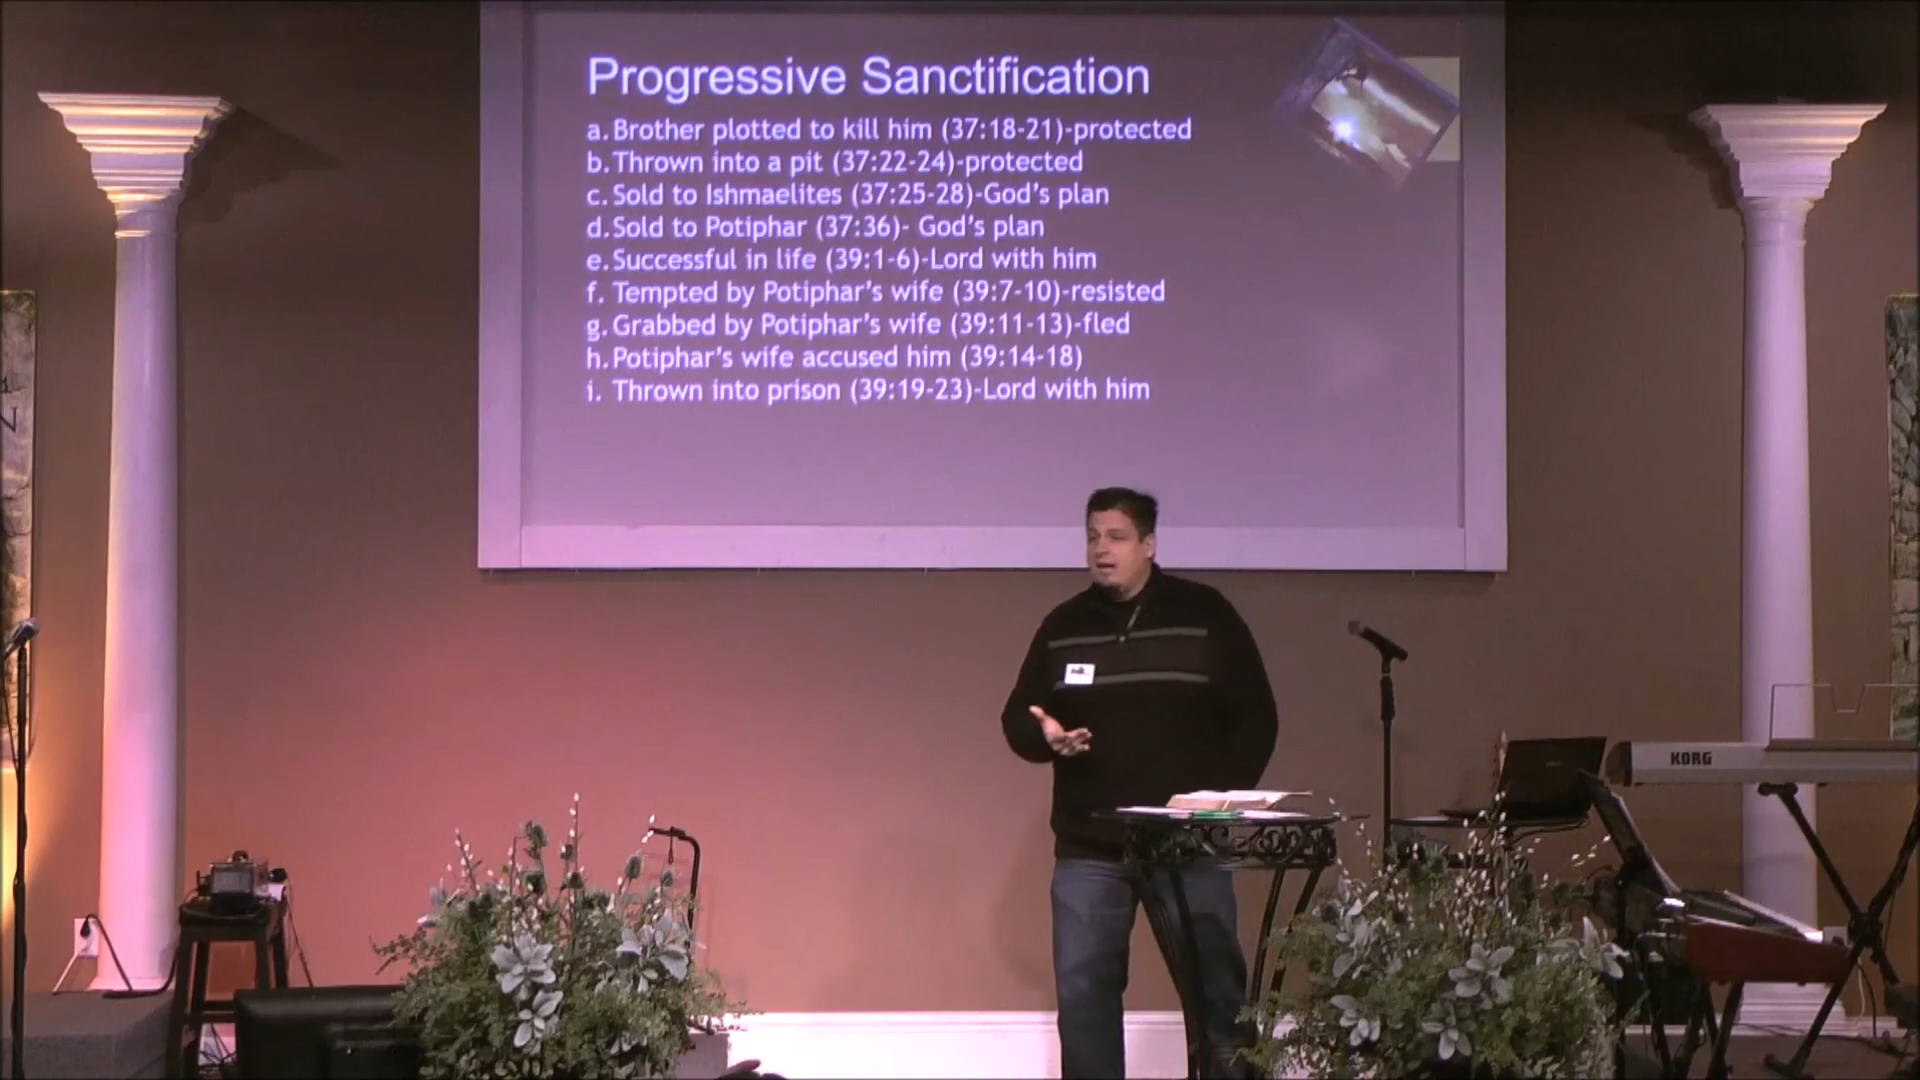 Progressive Sanctification
a. Brother plotted to kill him (37:18-21)-protected
b. Thrown into a pit (37:22-24)-protected
c. Sold to Ishmaelites (37:25-28)-God's plan
d. Sold to Potiphar (37:36)- God's plan
e. Successful in life (39:1-6)-Lord with him
f. Tempted by Potiphar's wife (39:7-10)-resisted
g. Grabbed by Potiphar's wife (39:11-13)-fled
h. Potiphar's wife accused him (39:14-18)
i. Thrown into prison (39:19-23)-Lord with him
N
KORG